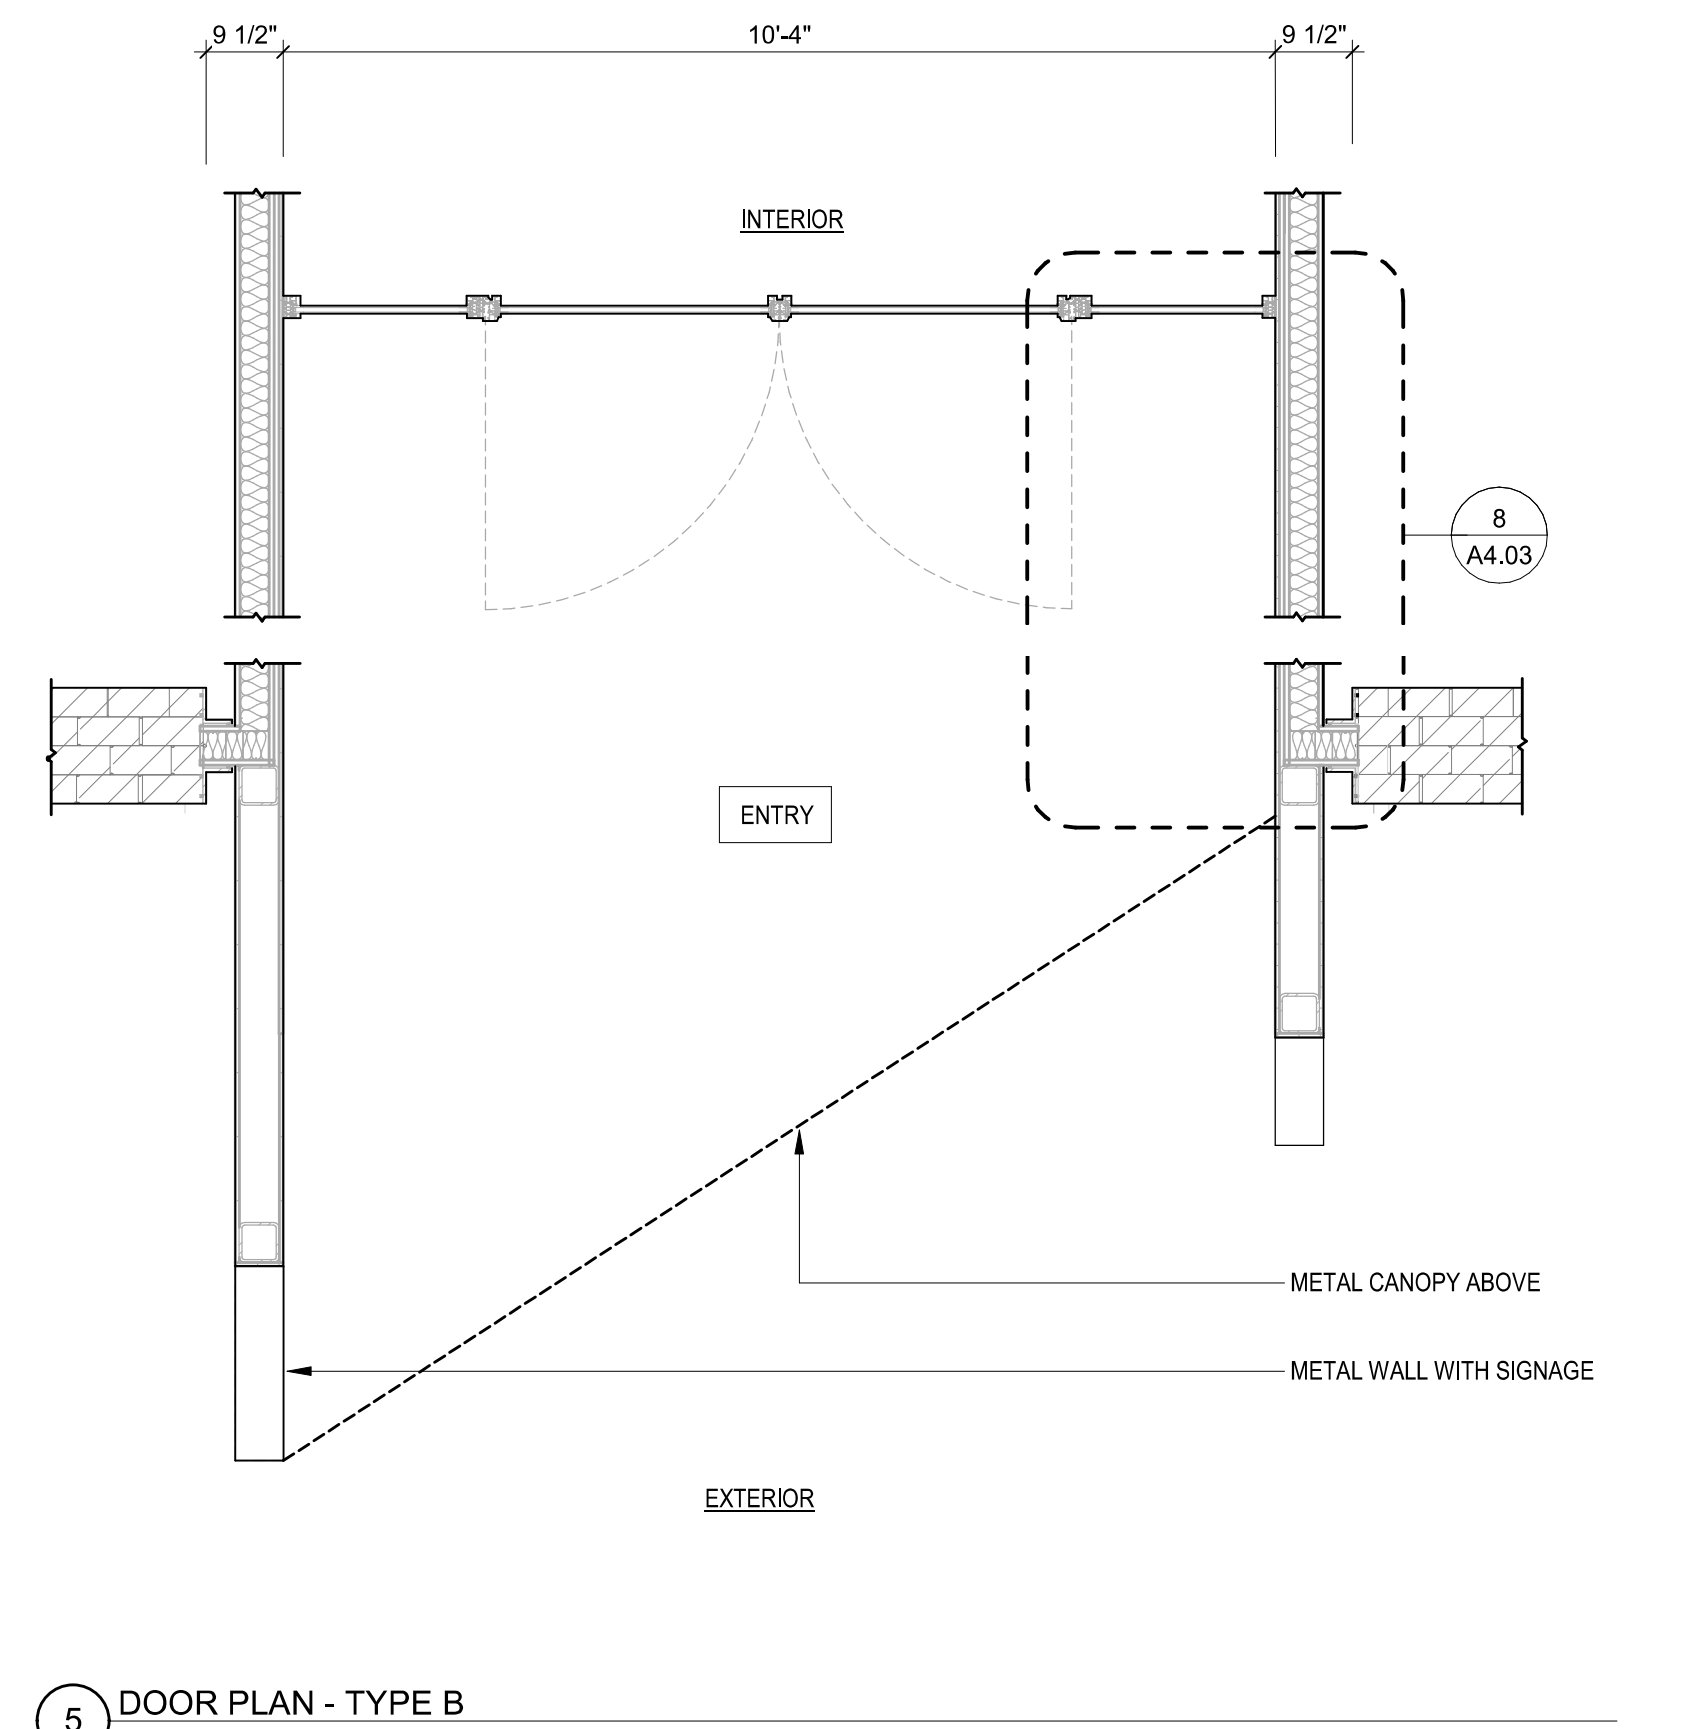 9 1/2"
10'-4"
9 1/2"
INTERIOR
8
A4.03
ENTRY
METAL CANOPY ABOVE
METAL WALL WITH SIGNAGE
EXTERIOR
5
DOOR PLAN - TYPE B